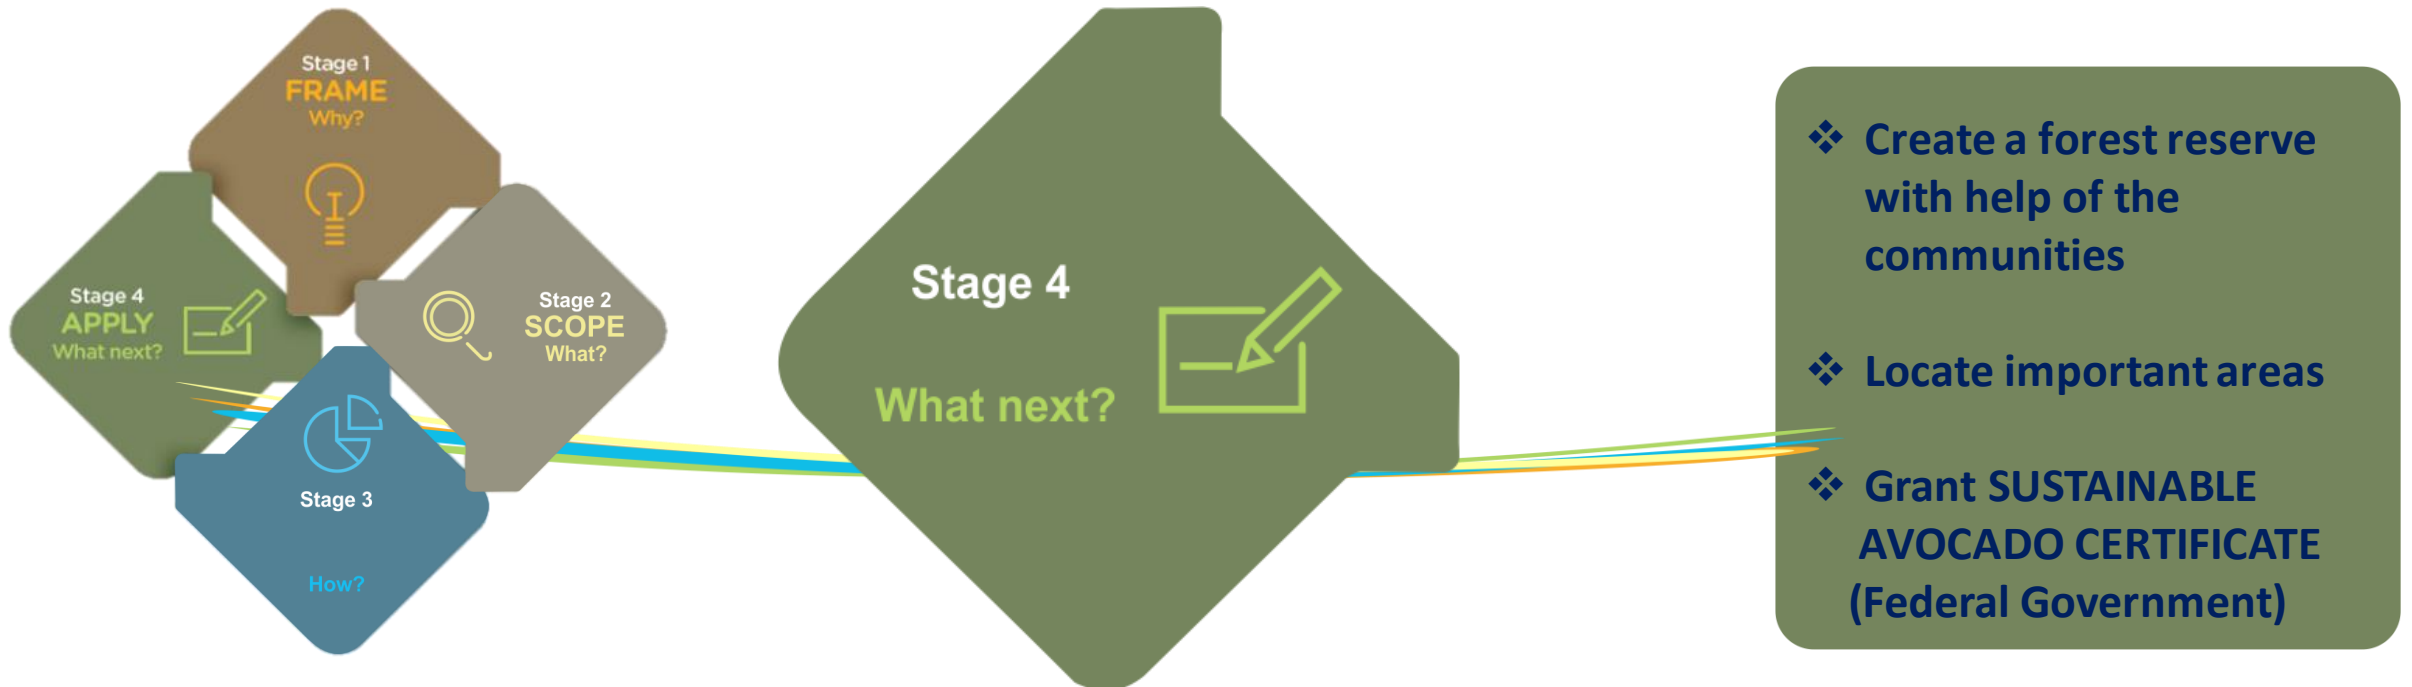 Stage 1
FRAME
Why?
Stage 4
APPLY
What next?
Stage 2
SCOPE
What?
Stage 3
How?
Stage 4
What next?
❖ Create a forest reserve
with help of the
communities
❖ Locate important areas
❖ Grant SUSTAINABLE
AVOCADO CERTIFICATE
(Federal Government)